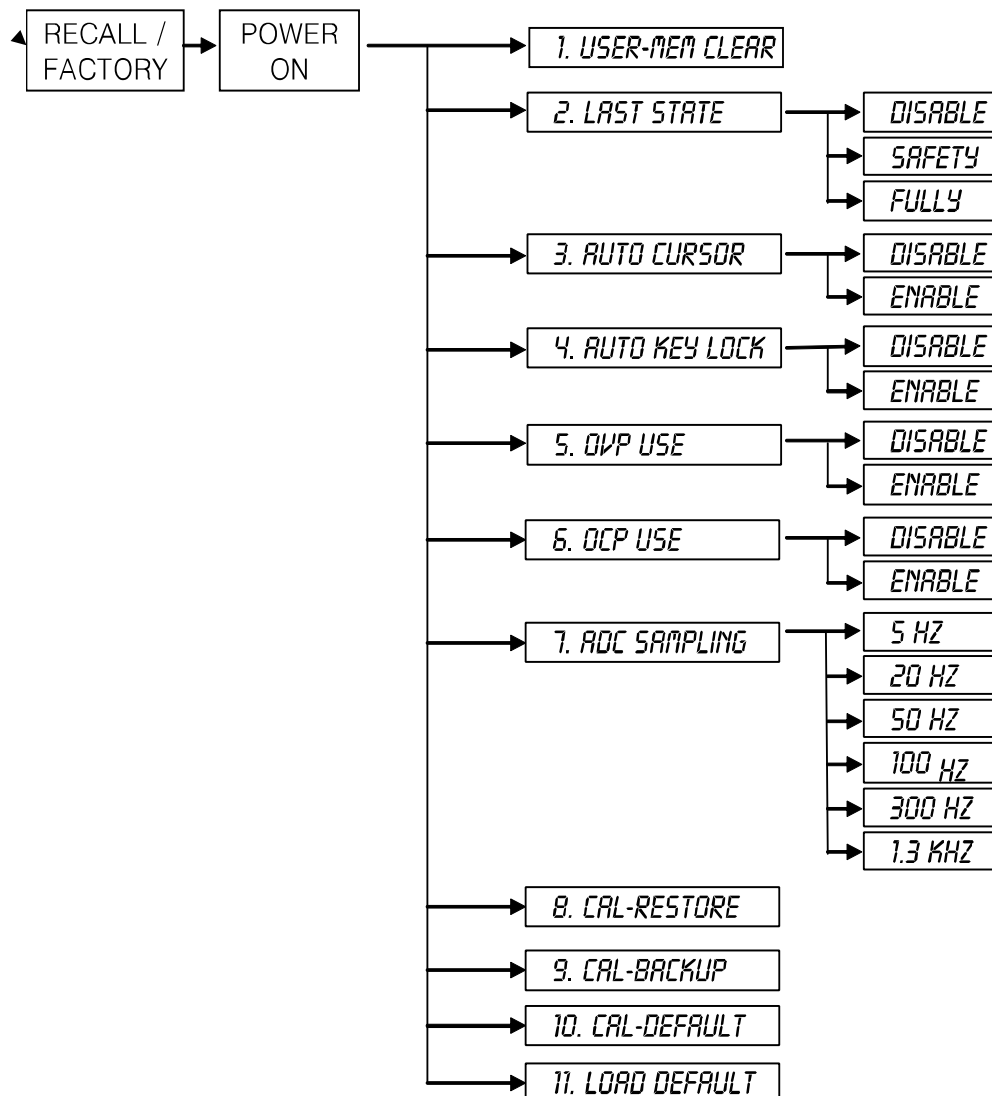 RECALL /
FACTORY
POWER
ON
1. USER-MEM CLEAR
2. LAST STATE
DISABLE
SAFETY
FULLY
3. AUTO CURSOR
DISABLE
ENABLE
4. AUTO KEY LOCK
DISABLE
ENABLE
5. OVP USE
DISABLE
ENABLE
6. OCP USE
DISABLE
ENABLE
7. ADC SAMPLING
5 HZ
20 HZ
50 HZ
100 HZ
300 HZ
1.3 KHZ
8. CAL-RESTORE
9. CAL-BACKUP
10. CAL-DEFAULT
11. LOAD DEFAULT